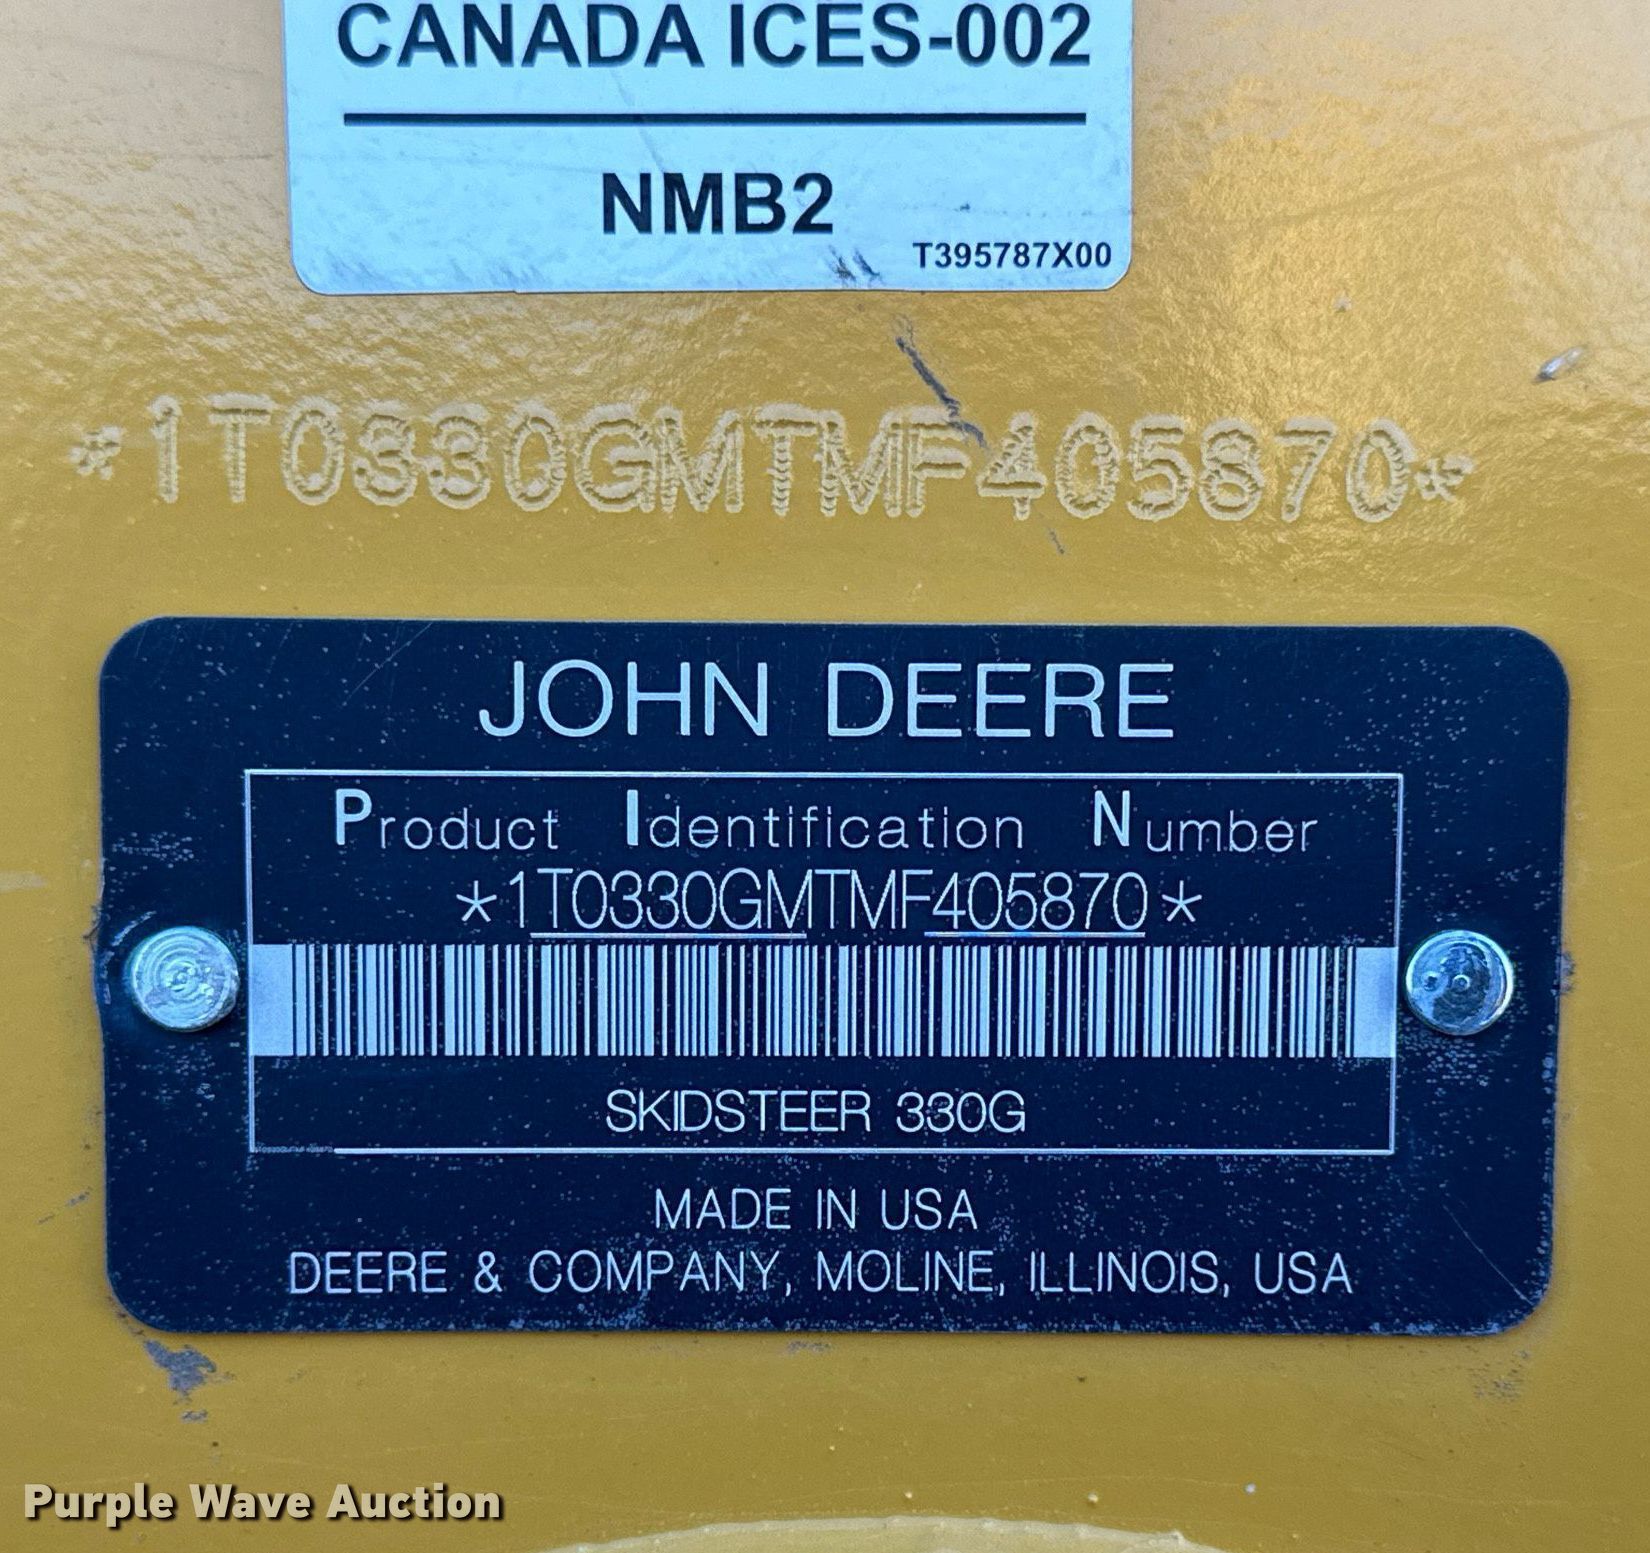 CANADA ICES-002
NMB2
T395787X00
*1T0330GMTMF405870*
JOHN DEERE
Product Identification Number
*1T0330GMTMF405870*
SKIDSTEER 330G
MADE IN USA
DEERE & COMPANY, MOLINE, ILLINOIS, USA
Purple Wave Auction